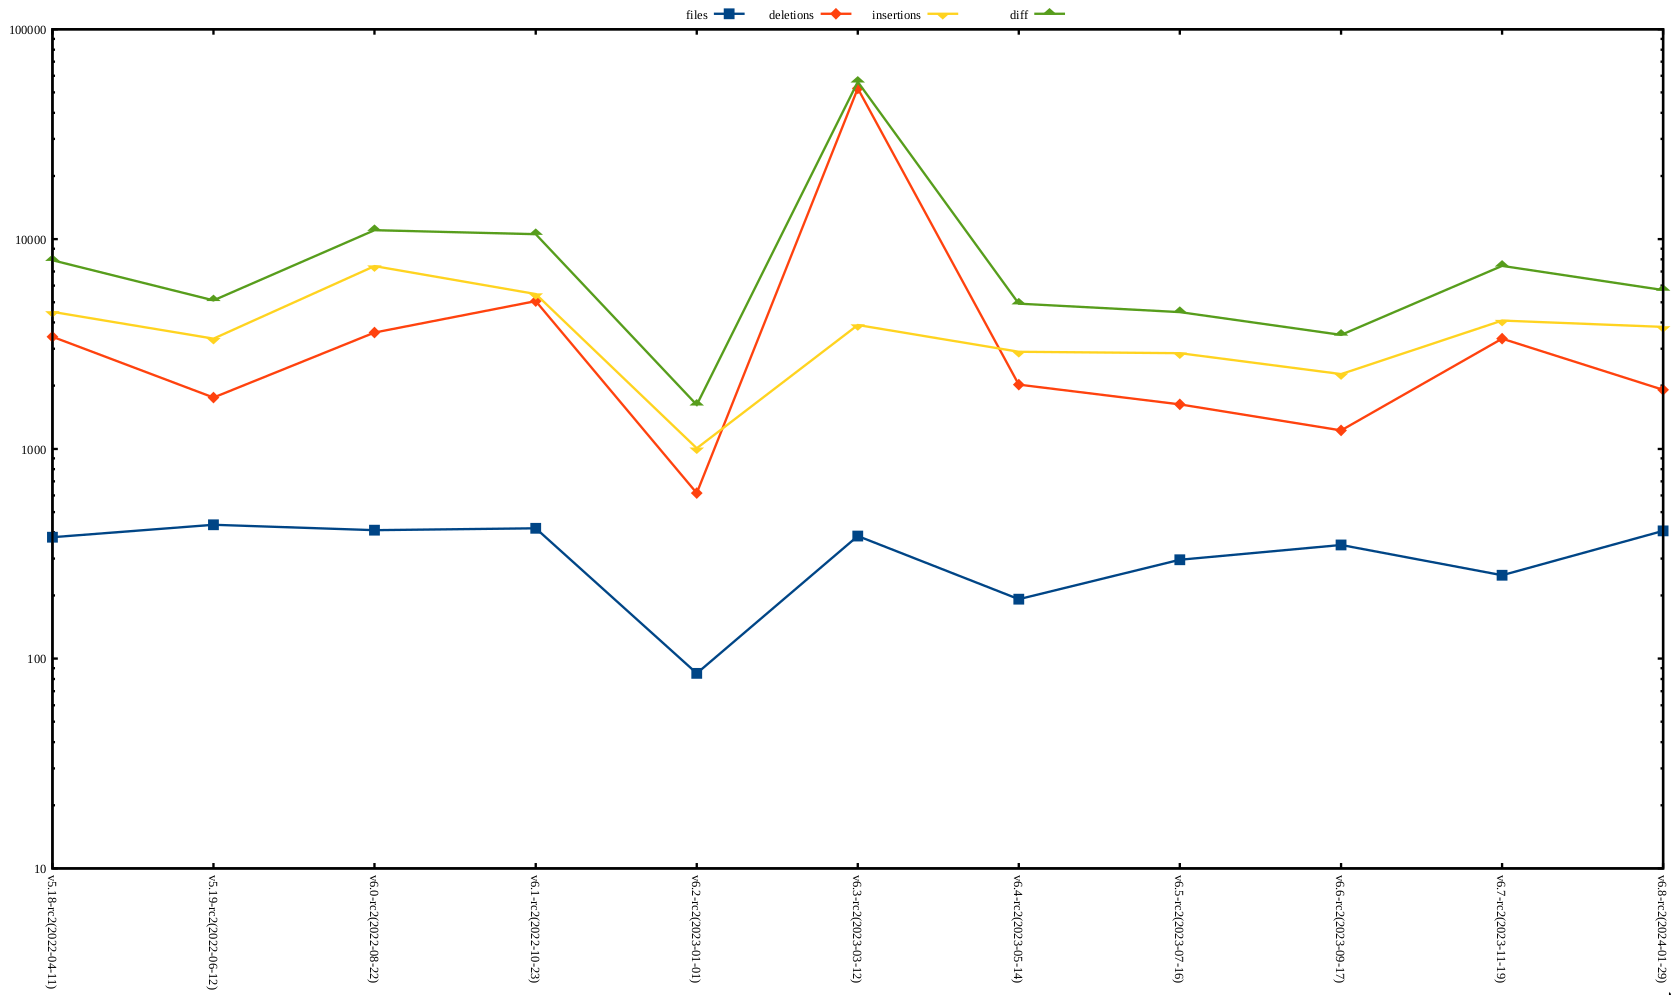 files deletions insertions diff
100000
10000
1000
100
10
v5.18-rc2(2022-04-11)
v5.19-rc2(2022-06-12)
v6.0-rc2(2022-08-22)
v6.1-rc2(2022-10-23)
v6.2-rc2(2023-01-01)
v6.3-rc2(2023-03-12)
v6.4-rc2(2023-05-14)
v6.5-rc2(2023-07-16)
v6.6-rc2(2023-09-17)
v6.7-rc2(2023-11-19)
v6.8-rc2(2024-01-29)